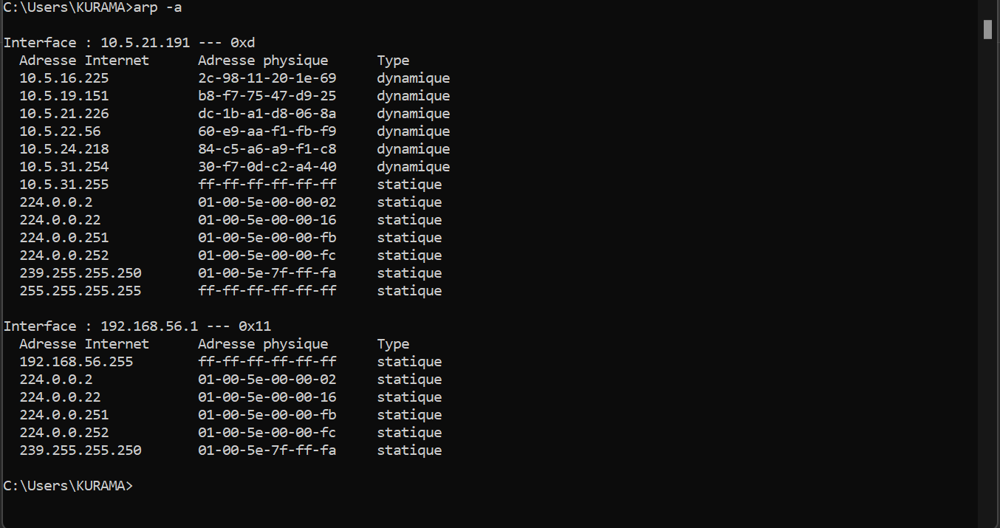 C:\Users\KURAMA>arp -a
Interface : 10.5.21.191 --- 0xd
Adresse Internet Adresse physique Type
10.5.16.225 2c-98-11-20-1e-69 dynamique
10.5.19.151 b8-f7-75-47-d9-25 dynamique
10.5.21.226 dc-1b-a1-d8-06-8a dynamique
10.5.22.56 60-e9-aa-f1-fb-f9 dynamique
10.5.24.218 84-c5-a6-a9-f1-c8 dynamique
10.5.31.254 30-f7-0d-c2-a4-40 dynamique
10.5.31.255 ff-ff-ff-ff-ff-ff statique
224.0.0.2 01-00-5e-00-00-02 statique
224.0.0.22 01-00-5e-00-00-16 statique
224.0.0.251 01-00-5e-00-00-fb statique
224.0.0.252 01-00-5e-00-00-fc statique
239.255.255.250 01-00-5e-7f-ff-fa statique
255.255.255.255 ff-ff-ff-ff-ff-ff statique
Interface : 192.168.56.1 --- 0x11
Adresse Internet Adresse physique Type
192.168.56.255 ff-ff-ff-ff-ff-ff statique
224.0.0.2 01-00-5e-00-00-02 statique
224.0.0.22 01-00-5e-00-00-16 statique
224.0.0.251 01-00-5e-00-00-fb statique
224.0.0.252 01-00-5e-00-00-fc statique
239.255.255.250 01-00-5e-7f-ff-fa statique
C:\Users\KURAMA>